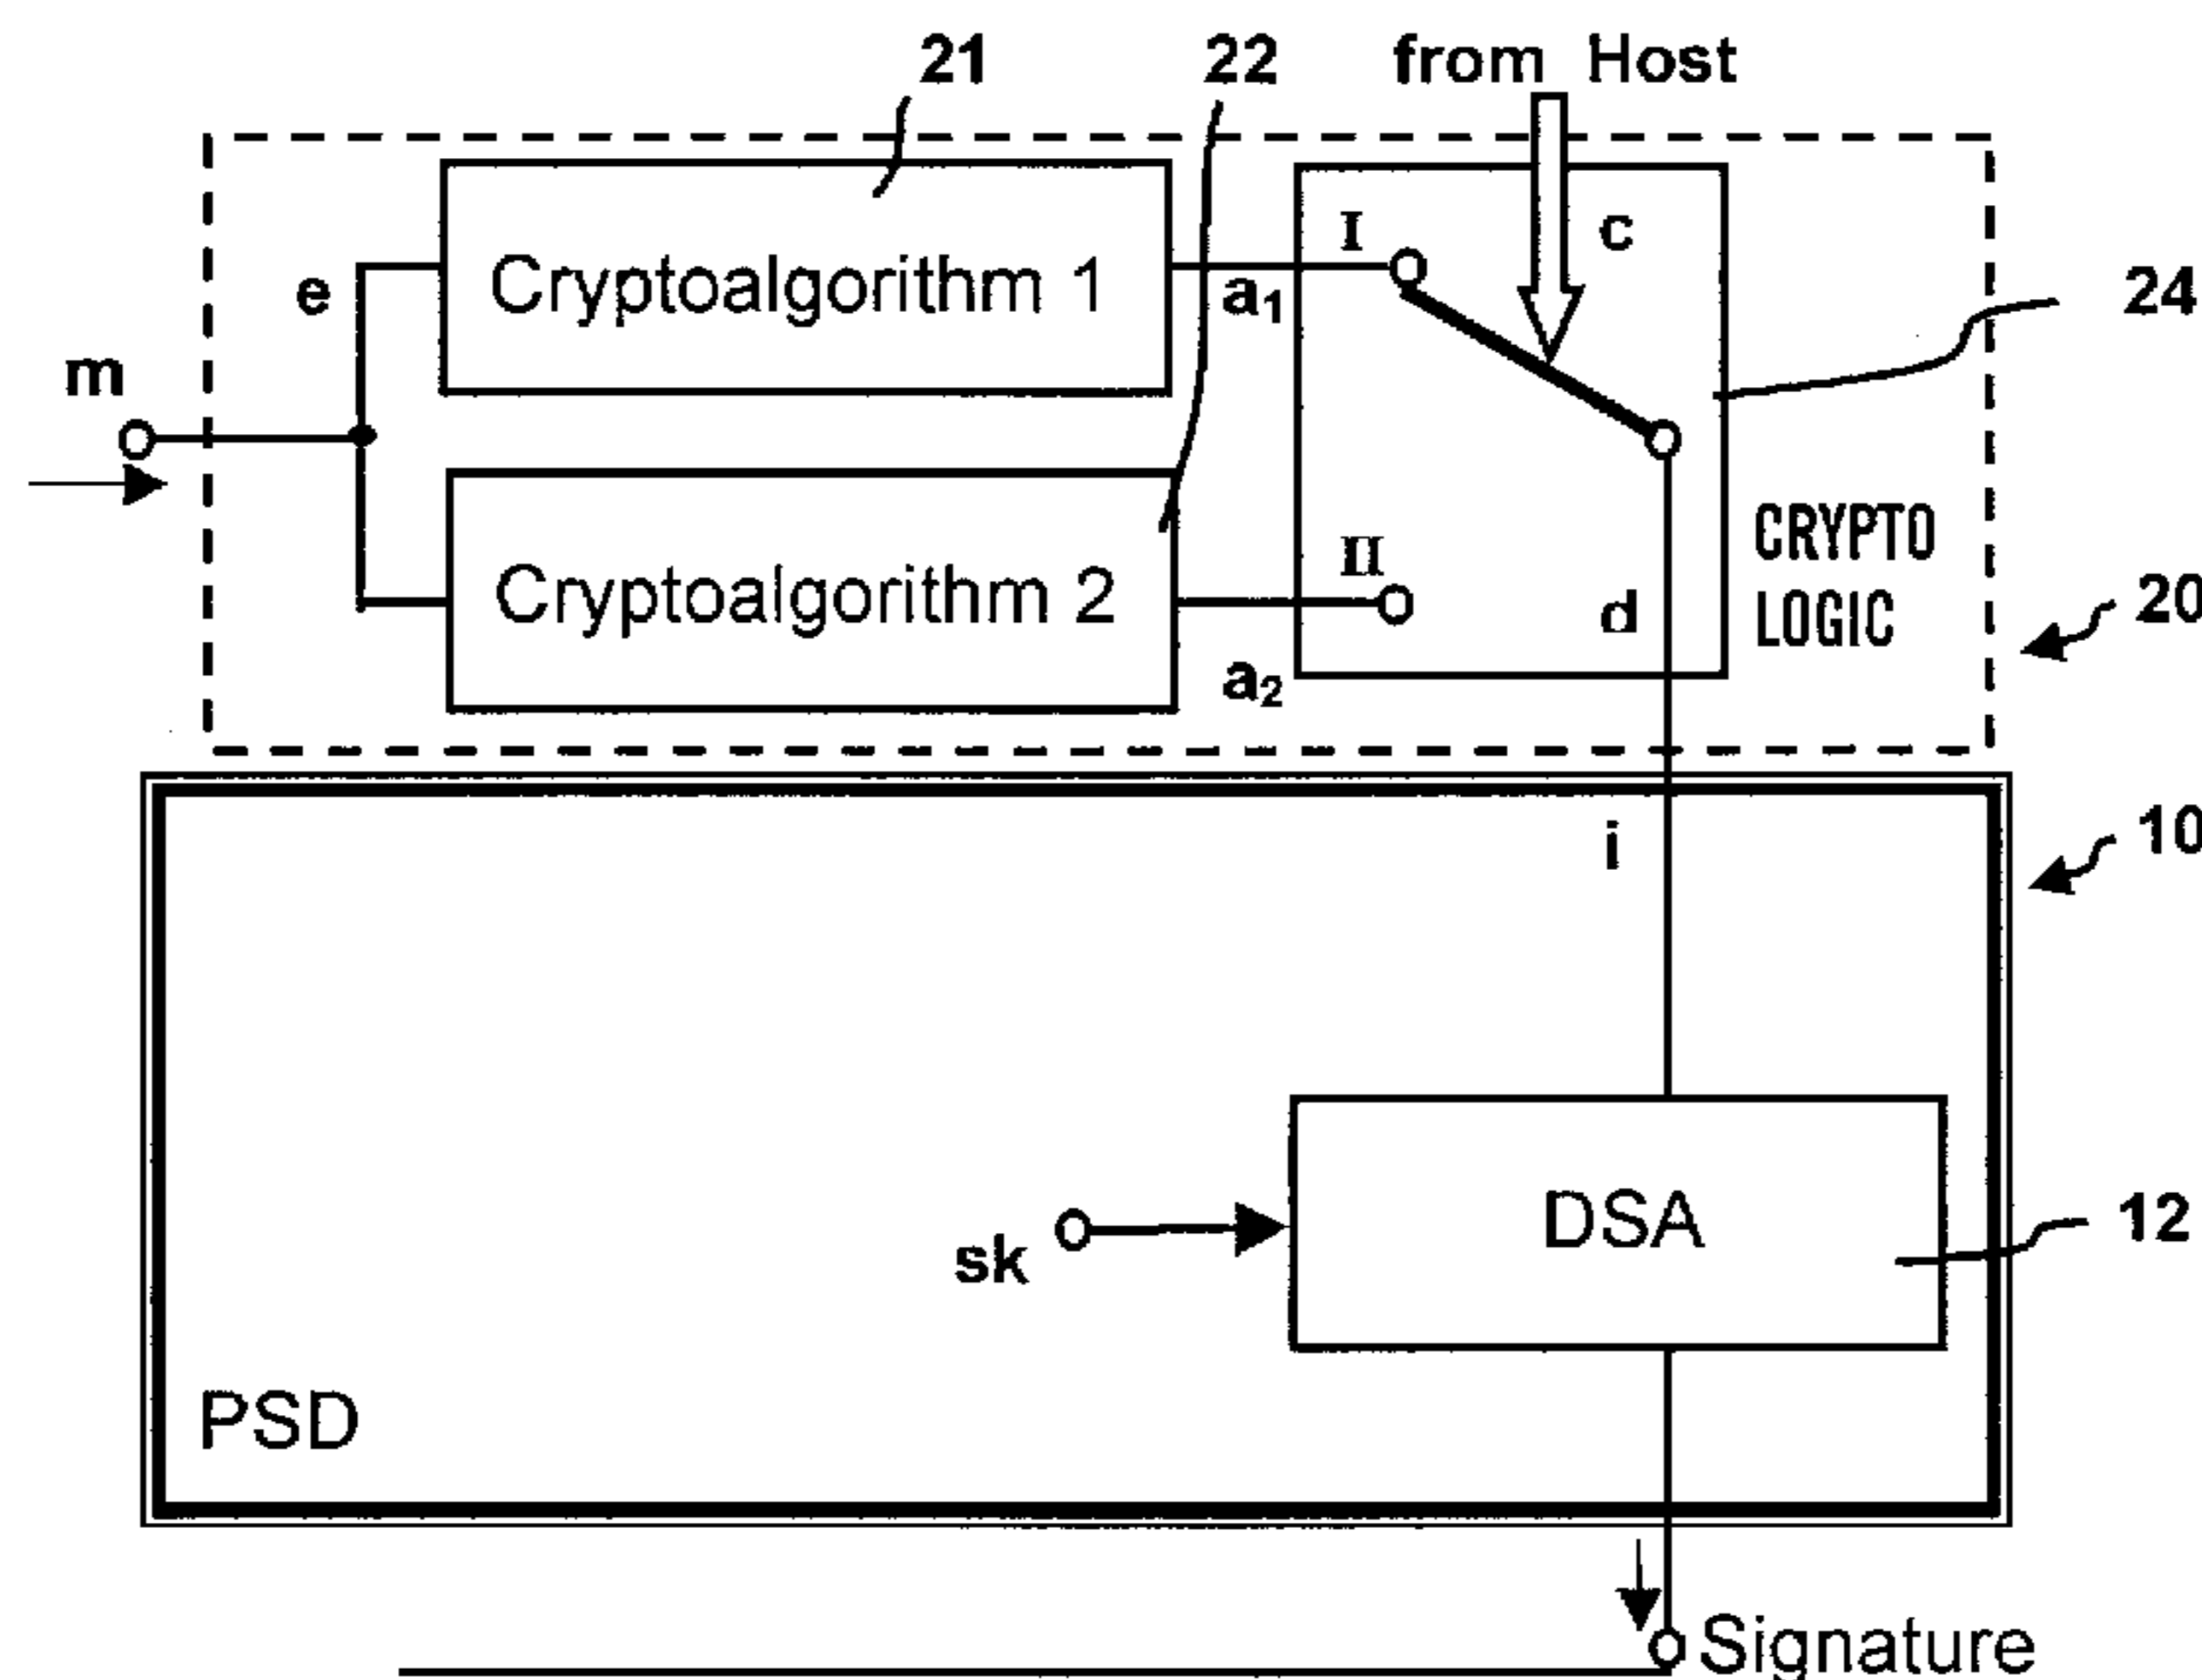 21
22
from Host
I
c
e
Cryptoalgorithm 1
a₁
24
m
CRYPTO
LOGIC
II
Cryptoalgorithm 2
d
20
a₂
10
i
DSA
12
sk
PSD
Signature